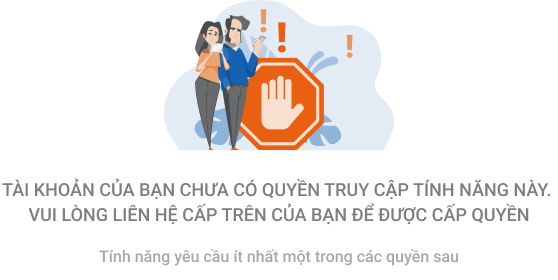 TÀI KHOẢN CỦA BẠN CHƯA CÓ QUYỀN TRUY CẬP TÍNH NĂNG NÀY.
VUI LÒNG LIÊN HỆ CẤP TRÊN CỦA BẠN ĐỂ ĐƯỢC CẤP QUYỀN
Tính năng yêu cầu ít nhất một trong các quyền sau